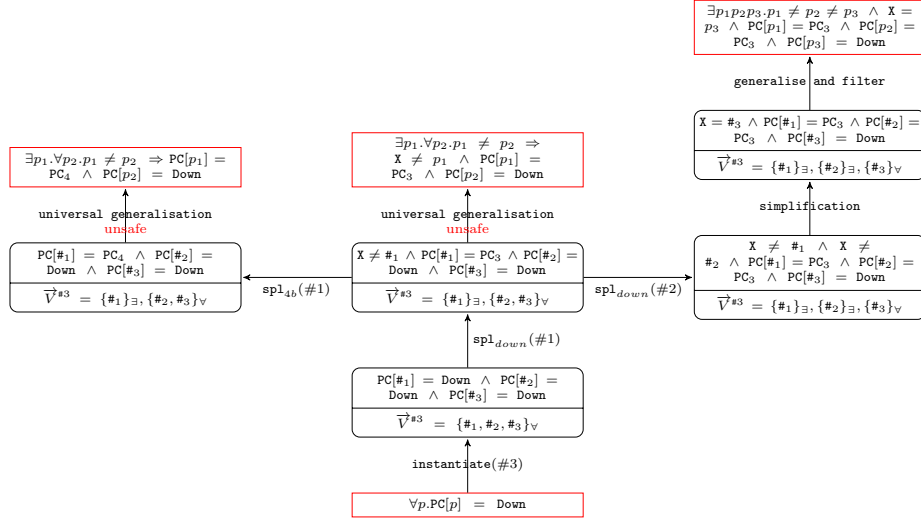 ∃p₁p₂p₃.p₁ ≠ p₂ ≠ p₃ ∧ X =
p₃ ∧ PC[p₁] = PC₃ ∧ PC[p₂] =
PC₃ ∧ PC[p₃] = Down
generalise and filter
X = #₃ ∧ PC[#₁] = PC₃ ∧ PC[#₂] =
PC₃ ∧ PC[#₃] = Down
V⃗^#3 = {#₁}∃, {#₂}∃, {#₃}∀
simplification
X ≠ #₁ ∧ X ≠
#₂ ∧ PC[#₁] = PC₃ ∧ PC[#₂] =
PC₃ ∧ PC[#₃] = Down
V⃗^#3 = {#₁}∃, {#₂}∃, {#₃}∀
∃p₁.∀p₂.p₁ ≠ p₂ ⇒ PC[p₁] =
PC₄ ∧ PC[p₂] = Down
universal generalisation
unsafe
PC[#₁] = PC₄ ∧ PC[#₂] =
Down ∧ PC[#₃] = Down
V⃗^#3 = {#₁}∃, {#₂, #₃}∀
spl₄b(#1)
∃p₁.∀p₂.p₁ ≠ p₂ ⇒
X ≠ p₁ ∧ PC[p₁] =
PC₃ ∧ PC[p₂] = Down
universal generalisation
unsafe
X ≠ #₁ ∧ PC[#₁] = PC₃ ∧ PC[#₂] =
Down ∧ PC[#₃] = Down
V⃗^#3 = {#₁}∃, {#₂, #₃}∀
spl_down(#2)
spl_down(#1)
PC[#₁] = Down ∧ PC[#₂] =
Down ∧ PC[#₃] = Down
V⃗^#3 = {#₁, #₂, #₃}∀
instantiate(#3)
∀p.PC[p] = Down